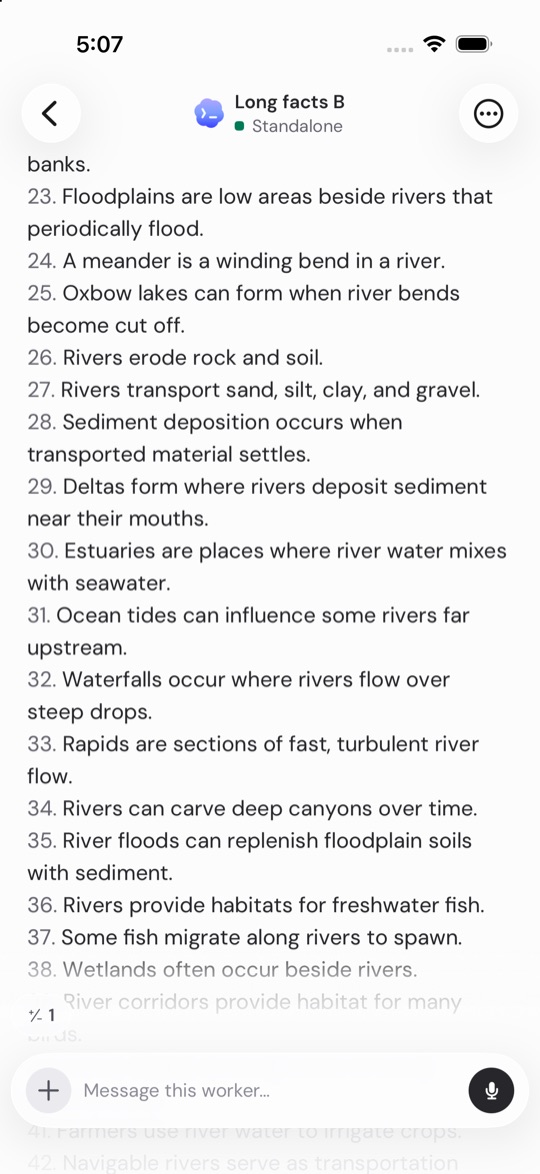 5:07
Long facts B
Standalone
banks.
23. Floodplains are low areas beside rivers that
periodically flood.
24. A meander is a winding bend in a river.
25. Oxbow lakes can form when river bends
become cut off.
26. Rivers erode rock and soil.
27. Rivers transport sand, silt, clay, and gravel.
28. Sediment deposition occurs when
transported material settles.
29. Deltas form where rivers deposit sediment
near their mouths.
30. Estuaries are places where river water mixes
with seawater.
31. Ocean tides can influence some rivers far
upstream.
32. Waterfalls occur where rivers flow over
steep drops.
33. Rapids are sections of fast, turbulent river
flow.
34. Rivers can carve deep canyons over time.
35. River floods can replenish floodplain soils
with sediment.
36. Rivers provide habitats for freshwater fish.
37. Some fish migrate along rivers to spawn.
38. Wetlands often occur beside rivers.
River corridors provide habitat for many
+/- 1
birds.
Message this worker...
41. Farmers use river water to irrigate crops.
42. Navigable rivers serve as transportation